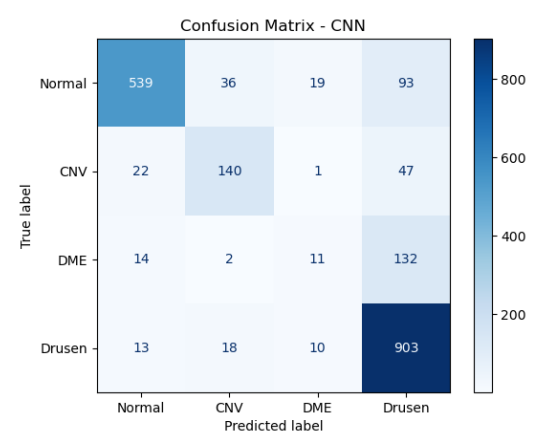 Confusion Matrix - CNN
Normal 539 36 19 93
CNV 22 140 1 47
DME 14 2 11 132
Drusen 13 18 10 903
Normal CNV DME Drusen
Predicted label
True label
800
600
400
200